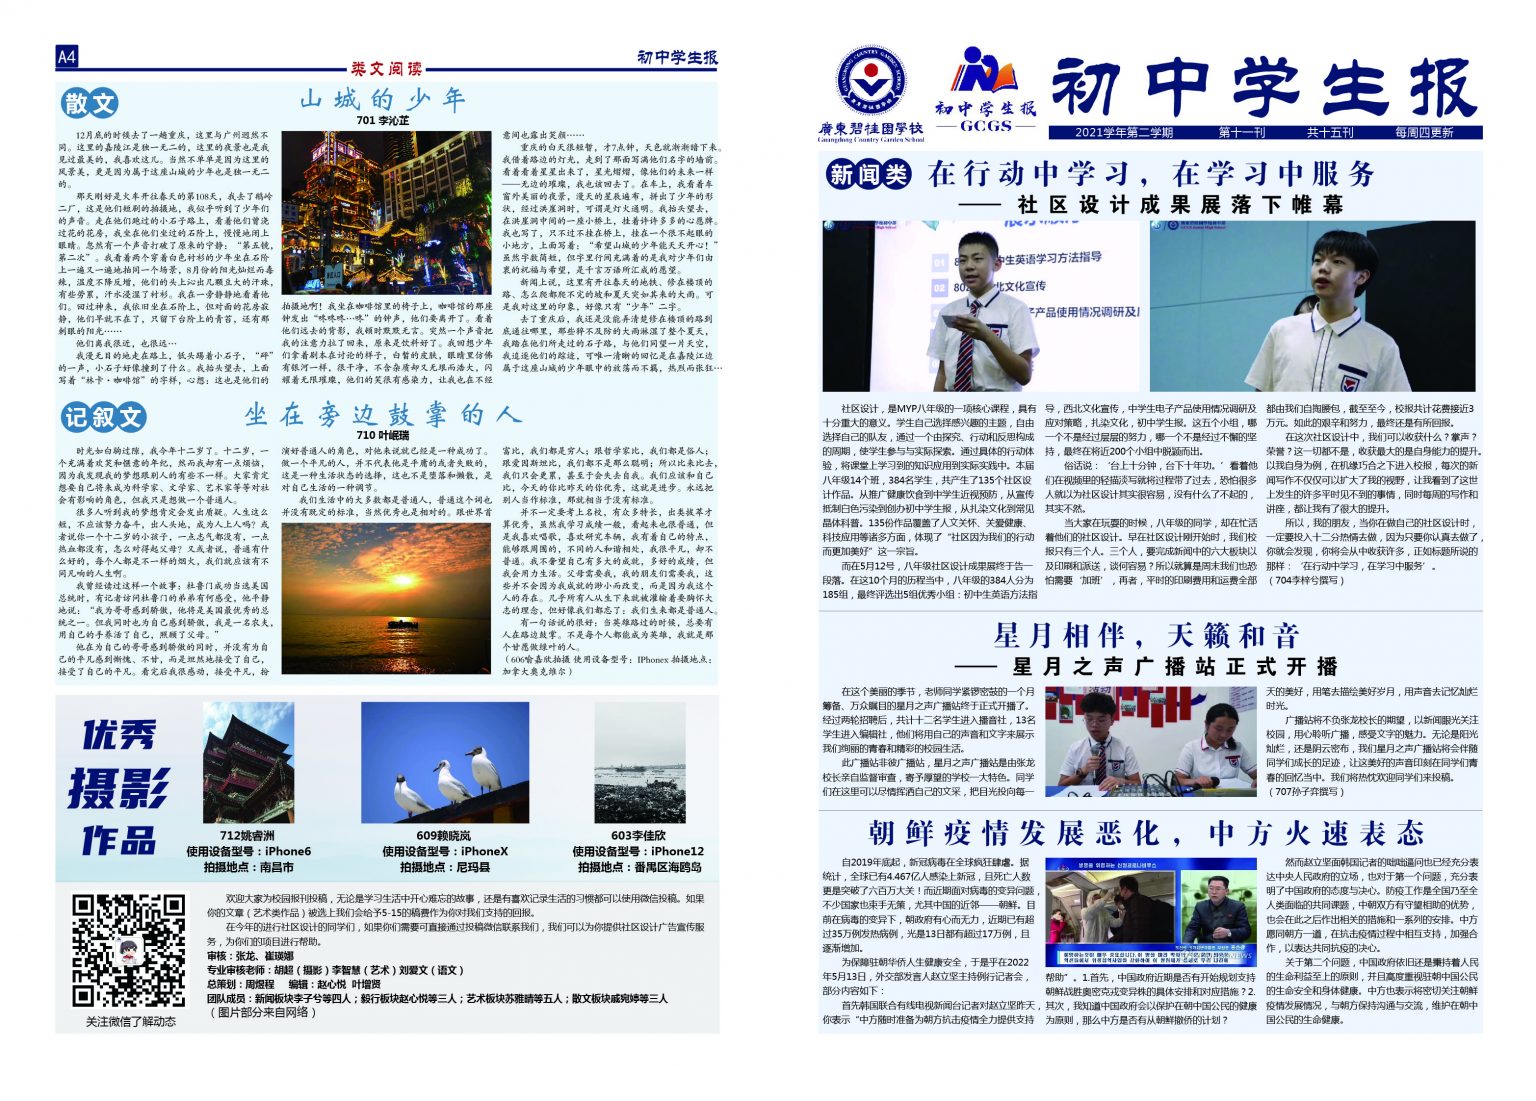 A4
类文阅读
初中学生报
散文
山城的少年
701 李沁芷
12月底的时候去了一趟重庆，这里与广州迥然不
同。这里的嘉陵江是独一无二的，这里的夜景也是我
见过最美的，我喜欢这儿。当然不单单是因为这里的
风景美，更是因为属于这座山城的少年也是独一无二
的。
那天刚好是火车开往春天的第108天，我去了鹅岭
二厂，这是他们短剧的拍摄地，我似乎听到了少年们
的声音。走在他们跑过的小石子路上，看着他们曾浇
过花的花房，我坐在他们坐过的石阶上，慢慢地闭上
眼睛。忽然有一个声音打破了原来的宁静：“第五镜，
第二次”。我看着两个穿着白色衬衫的少年坐在石阶
上一遍又一遍地拍同一个场景，8月份的阳光灿烂而毒
辣，温度不降反增，他们的头上沁出几颗豆大的汗珠，
有些劳累，汗水浸湿了衬衫。我在一旁静静地看着他
们。回过神来，我依旧坐在石阶上，但对面的花房寂
静，他们早就不在了，只留下台阶上的青苔，还有那
刺眼的阳光……
他们离我很近，也很远…
我漫无目的地走在路上，低头踢着小石子，“砰”
的一声，小石子好像撞到了什么。我抬头望去，上面
写着“林卡·咖啡馆”的字样，心想：这也是他们的
拍摄地啊！我坐在咖啡馆里的椅子上，咖啡馆的那座
钟发出“咚咚咚…咚”的钟声，他们要离开了。看着
他们远去的背影，我顿时默默无言。突然一个声音把
我的注意力拉了回来，原来是饮料好了。我回想少年
们拿着剧本在讨论的样子，白皙的皮肤，眼睛里仿佛
有银河一样，很干净，不含杂质却又无垠而浩大，闪
耀着无限璀璨，他们的笑很有感染力，让我也在不经
意间也露出笑颜……
重庆的白天很短暂，才八点钟，天色就渐渐暗下来。
我借着路边的灯光，走到了那面写满他们名字的墙前。
看着看着星星出来了，星光熠熠，像他们的未来一样
——无边的璀璨，我也该回去了。在车上，我看着车
窗外美丽的夜景，漫天的星辰遍布，拼出了少年的形
状，经过洪崖洞时，可谓是灯火通明。我抬头望去，
在洪崖洞中间的一座小桥上，挂着许许多多的心愿牌。
我也写了，只不过不挂在桥上，挂在一个很不起眼的
小地方，上面写着：“希望山城的少年能天天开心！”
虽然字数简短，但字里行间充满着的是我对少年们由
衷的祝福与希望，是千言万语所汇成的愿望。
新闻上说，这里有开往春天的地铁、修在楼顶的
路、怎么爬都爬不完的坡和夏天突如其来的大雨。可
是我对这里的印象，好像只有“少年”二字。
去了重庆后，我还是没能弄清楚修在楼顶的路到
底通往哪里，那些猝不及防的大雨淋湿了整个夏天，
我踏在他们所走过的石子路，与他们同望一片天空，
我追逐他们的踪迹，可唯一清晰的回忆是在嘉陵江边
属于这座山城的少年眼中的放荡而不羁，热烈而张狂…
记叙文
坐在旁边鼓掌的人
710 叶岷瑞
时光如白驹过隙，我今年十二岁了。十二岁，一
个充满着欢笑和惬意的年纪，然而我却有一点烦恼，
因为我发现我的梦想跟别人的有些不一样。大家肯定
想要自己将来成为科学家、文学家、艺术家等等对社
会有影响的角色，但我只是想做一个普通人。
很多人听到我的梦想肯定会发出质疑。人生这么
短，不应该努力奋斗，出人头地，成为人上人吗？或
者说你一个十二岁的小孩子，一点志气都没有，一点
热血都没有，怎么对得起父母？又或者说，普通有什
么好的，每个人都是不一样的烟火，我们就应该有不
同凡响的人生啊。
我曾经读过这样一个故事：杜鲁门成功当选美国
总统时，有记者访问杜鲁门的弟弟有何感受，他平静
地说：“我为哥哥感到骄傲，他将是美国最优秀的总
统之一。但我同时也为自己感到骄傲，我是一名农夫，
用自己的手养活了自己，照顾了父母。”
他在为自己的哥哥感到骄傲的同时，并没有为自
己的平凡感到惭愧、不甘，而是坦然地接受了自己，
接受了自己的平凡。看完后我很感动，接受平凡，扮
演好普通人的角色，对他来说就已经是一种成功了。
做一个平凡的人，并不代表他是平庸的或者失败的，
这是一种生活状态的选择，这也不是堕落和懒散，是
对自己生活的一种调节。
我们生活中的大多数都是普通人，普通这个词也
并没有既定的标准，当然优秀也是相对的。跟世界首
富比，我们都是穷人；跟哲学家比，我们都是俗人；
跟爱因斯坦比，我们都不是那么聪明；所以比来比去，
我们只会更累，甚至于会失去自我。我们应该和自己
比，今天的你比昨天的你优秀，这就是进步。永远把
别人当作标准，那就相当于没有标准。
并不一定要考上名校，有众多特长，出类拔萃才
算优秀，虽然我学习成绩一般，看起来也很普通，但
是我喜欢唱歌，喜欢研究车辆，我有着自己的特点，
能够跟周围的，不同的人和谐相处，我很平凡，却不
普通。我不奢望自己有多大的成就，多好的成绩，但
我会用力生活。父母需要我，我的朋友们需要我，这
些并不会因为我成就的渺小而改变，而是因为我这个
人的存在。几乎所有人从生下来就被灌输着要胸怀大
志的理念，但好像我们都忘了：我们生来都是普通人。
有一句话说的很好：当英雄路过的时候，总要有
人在路边鼓掌。不是每个人都能成为英雄，我就是那
个甘愿做绿叶的人。
（606喻嘉欣拍摄 使用设备型号：IPhonex 拍摄地点：
加拿大奥克维尔）
优秀
摄影
作品
712姚睿洲
使用设备型号：iPhone6
拍摄地点：南昌市
609赖晓岚
使用设备型号：iPhoneX
拍摄地点：尼玛县
603李佳欣
使用设备型号：iPhone12
拍摄地点：番禺区海鸥岛
关注微信了解动态
欢迎大家为校园报刊投稿，无论是学习生活中开心难忘的故事，还是有喜欢记录生活的习惯都可以使用微信投稿。如果
你的文章（艺术类作品）被选上我们会给予5-15的稿费作为你对我们支持的回报。
在今年的进行社区设计的同学们，如果你们需要可直接通过投稿微信联系我们，我们可以为你提供社区设计广告宣传服
务，为你们的项目进行帮助。
审核：张龙、崔瑛娜
专业审核老师：胡超（摄影）李智慧（艺术）刘爱文（语文）
总策划：周煜程 编辑：赵心悦 叶增贤
团队成员：新闻板块李子兮等四人；毅行板块赵心悦等三人；艺术板块苏雅晴等五人；散文板块戚宛婷等三人
（图片部分来自网络）
廣東碧桂園學校
Guangdong Country Garden School
初中学生报
GCGS
初中学生报
2021学年第二学期 第十一刊 共十五刊 每周四更新
新闻类
在行动中学习，在学习中服务
—— 社区设计成果展落下帷幕
社区设计，是MYP八年级的一项核心课程，具有
十分重大的意义。学生自己选择感兴趣的主题，自由
选择自己的队友，通过一个由探究、行动和反思构成
的周期，使学生参与与实际探索。通过具体的行动体
验，将课堂上学习到的知识应用到实际实践中。本届
八年级14个班，384名学生，共产生了135个社区设
计作品。从推广健康饮食到中学生近视预防，从宣传
抵制白色污染到创办初中学生报，从扎染文化到常见
晶体科普。135份作品覆盖了人文关怀、关爱健康、
科技应用等诸多方面，体现了“社区因为我们的行动
而更加美好”这一宗旨。
而在5月12号，八年级社区设计成果展终于告一
段落。在这10个月的历程当中，八年级的384人分为
185组，最终评选出5组优秀小组：初中生英语方法指
导，西北文化宣传，中学生电子产品使用情况调研及
应对策略，扎染文化，初中学生报。这五个小组，哪
一个不是经过层层的努力，哪一个不是经过不懈的坚
持，最终在将近200个小组中脱颖而出。
俗话说：‘台上十分钟，台下十年功。’看着他
们在视频里的轻描淡写就将过程带了过去，恐怕很多
人就以为社区设计其实很容易，没有什么了不起的，
其实不然。
当大家在玩耍的时候，八年级的同学，却在忙活
着他们的社区设计。早在社区设计刚开始时，我们校
报只有三个人。三个人，要完成新闻中的六大板块以
及印刷和派送，谈何容易？所以就算是周末我们也恐
怕需要‘加班’，再者，平时的印刷费用和运费全部
都由我们自掏腰包，截至至今，校报共计花费接近3
万元。如此的艰辛和努力，最终还是有所回报。
在这次社区设计中，我们可以收获什么？掌声？
荣誉？这一切都不是，收获最大的是自身能力的提升。
以我自身为例，在机缘巧合之下进入校报，每次的新
闻写作不仅仅可以扩大了我的视野，让我看到了这世
上发生的许多平时见不到的事情，同时每周的写作和
讲座，都让我有了很大的提升。
所以，我的朋友，当你在做自己的社区设计时，
一定要投入十二分热情去做，因为只要你认真去做了，
你就会发现，你将会从中收获许多，正如标题所说的
那样：‘在行动中学习，在学习中服务’。
（704李梓兮撰写）
星月相伴，天籁和音
—— 星月之声广播站正式开播
在这个美丽的季节，老师同学紧锣密鼓的一个月
筹备、万众瞩目的星月之声广播站终于正式开播了。
经过两轮招聘后，共计十二名学生进入播音社，13名
学生进入编辑社，他们将用自己的声音和文字来展示
我们绚丽的青春和精彩的校园生活。
此广播站非彼广播站，星月之声广播站是由张龙
校长亲自监督审查，寄予厚望的学校一大特色。同学
们在这里可以尽情挥洒自己的文采，把目光投向每一
天的美好，用笔去描绘美好岁月，用声音去记忆灿烂
时光。
广播站将不负张龙校长的期望，以新闻眼光关注
校园，用心聆听广播，感受文字的魅力。无论是阳光
灿烂，还是阴云密布，我们星月之声广播站将会伴随
同学们成长的足迹，让这美好的声音印刻在同学们青
春的回忆当中。我们将热忱欢迎同学们来投稿。
（707孙子弈撰写）
朝鲜疫情发展恶化，中方火速表态
自2019年底起，新冠病毒在全球疯狂肆虐。据
统计，全球已有4.467亿人感染上新冠，且死亡人数
更是突破了六百万大关！而近期面对病毒的变异问题，
不少国家也束手无策，尤其中国的近邻——朝鲜。目
前在病毒的变异下，朝政府有心而无力，近期已有超
过35万例发热病例，光是13日都有超过17万例，且
逐渐增加。
为保障驻朝华侨人生健康安全，于是乎在2022
年5月13日，外交部发言人赵立坚主持例行记者会，
部分内容如下：
首先韩国联合有线电视新闻台记者对赵立坚昨天，
你表示“中方随时准备为朝方抗击疫情全力提供支持
帮助”。1.首先，中国政府近期是否有开始规划支持
朝鲜战胜奥密克戎变异株的具体安排和对应措施？2.
其次，我知道中国政府会以保护在朝中国公民的健康
为原则，那么中方是否有从朝鲜撤侨的计划？
然而赵立坚面韩国记者的咄咄逼问也已经充分表
达中央人民政府的立场，也对于第一个问题，充分表
明了中国政府的态度与决心。防疫工作是全国乃至全
人类面临的共同课题，中朝双方有守望相助的优势，
也会在此之后作出相关的措施和一系列的安排。中方
愿同朝方一道，在抗击疫情过程中相互支持，加强合
作，以表达共同抗疫的决心。
关于第二个问题，中国政府依旧还是秉持着人民
的生命利益至上的原则，并且高度重视驻朝中国公民
的生命安全和身体健康。中方也表示将密切关注朝鲜
疫情发展情况，与朝方保持沟通与交流，维护在朝中
国公民的生命健康。